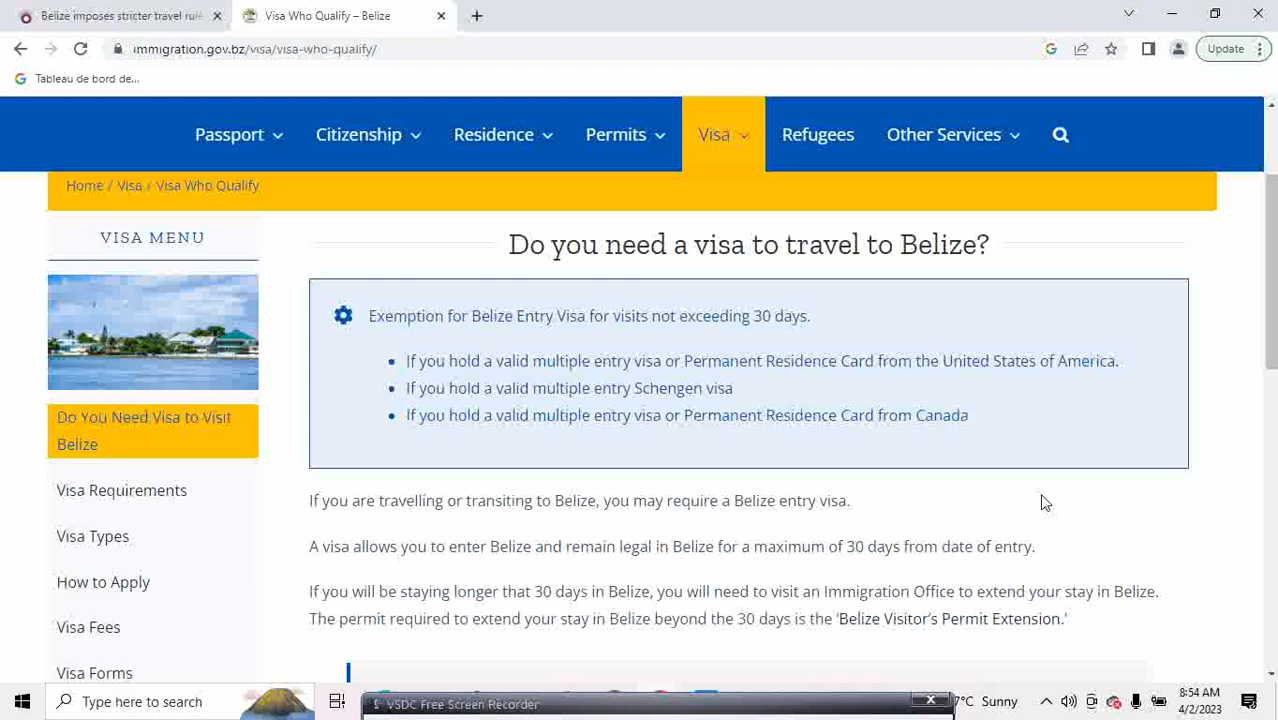 Belize imposes stricter travel rul
Visa Who Qualify – Belize
immigration.gov.bz/visa/visa-who-qualify/
Update
Tableau de bord de...
Passport
Citizenship
Residence
Permits
Visa
Refugees
Other Services
Home / Visa / Visa Who Qualify
VISA MENU
Do You Need Visa to Visit
Belize
Visa Requirements
Visa Types
How to Apply
Visa Fees
Visa Forms
Do you need a visa to travel to Belize?
Exemption for Belize Entry Visa for visits not exceeding 30 days.
• If you hold a valid multiple entry visa or Permanent Residence Card from the United States of America.
• If you hold a valid multiple entry Schengen visa
• If you hold a valid multiple entry visa or Permanent Residence Card from Canada
If you are travelling or transiting to Belize, you may require a Belize entry visa.
A visa allows you to enter Belize and remain legal in Belize for a maximum of 30 days from date of entry.
If you will be staying longer that 30 days in Belize, you will need to visit an Immigration Office to extend your stay in Belize.
The permit required to extend your stay in Belize beyond the 30 days is the ‘Belize Visitor’s Permit Extension.’
Type here to search
VSDC Free Screen Recorder
7°C Sunny
8:54 AM
4/2/2023